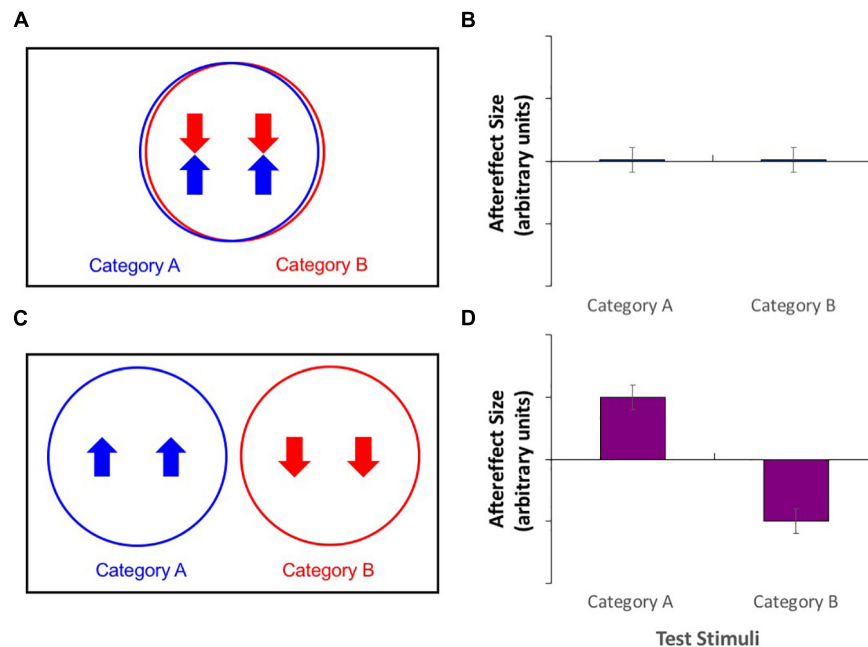 A
Category A
Category B
B
Aftereffect Size
(arbitrary units)
Category A
Category B
C
Category A
Category B
D
Aftereffect Size
(arbitrary units)
Category A
Category B
Test Stimuli